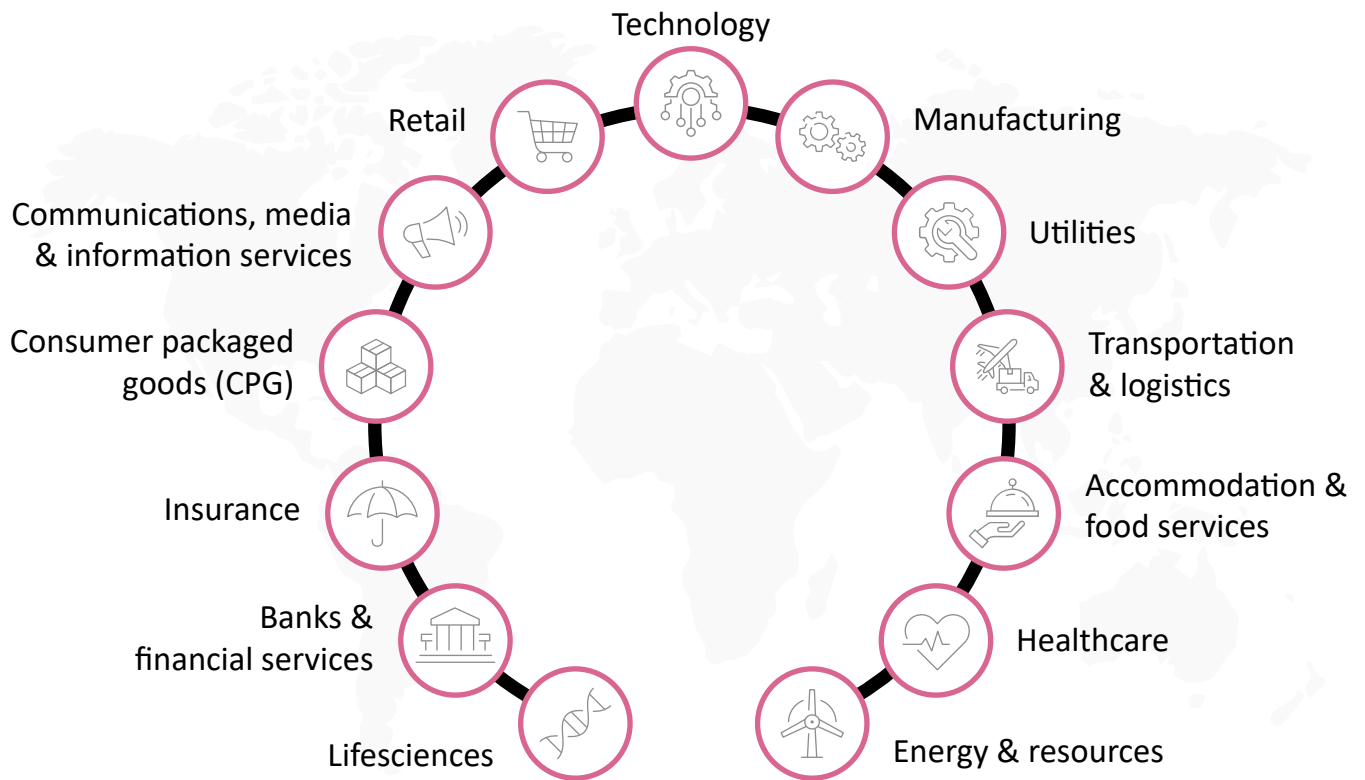 Technology
Retail
Manufacturing
Communications, media
& information services
Utilities
Consumer packaged
goods (CPG)
Transportation
& logistics
Insurance
Accommodation &
food services
Banks &
financial services
Healthcare
Lifesciences
Energy & resources